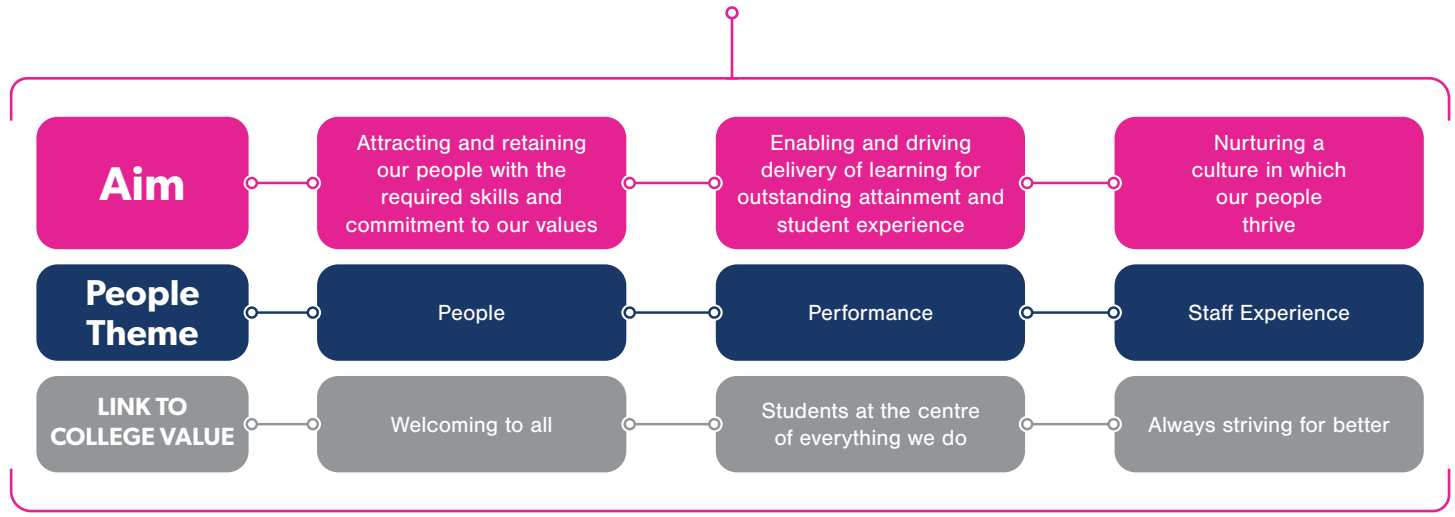 Aim
Attracting and retaining
our people with the
required skills and
commitment to our values
Enabling and driving
delivery of learning for
outstanding attainment and
student experience
Nurturing a
culture in which
our people
thrive
People
Theme
People
Performance
Staff Experience
LINK TO
COLLEGE VALUE
Welcoming to all
Students at the centre
of everything we do
Always striving for better